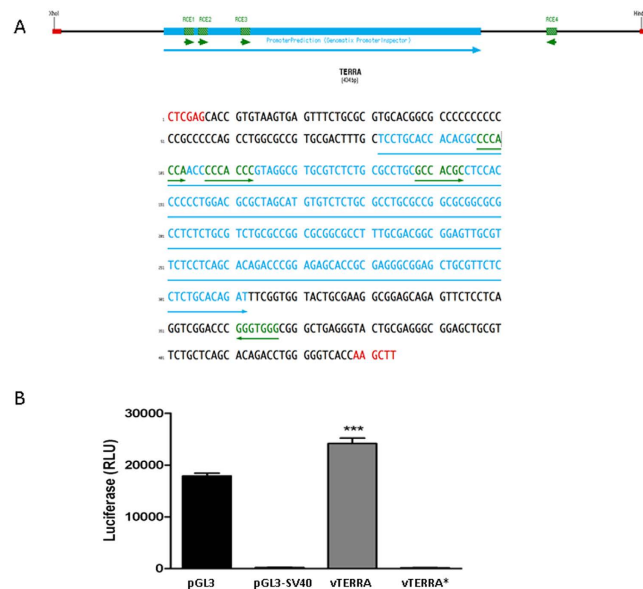 A
XhoI
RCE1 RCE2 RCE3 RCE4
PromoterPrediction (Genomatix PromoterInspector)
TERRA
1 CTCGAGCACC GTGTAAGTGA GTTTCTGCGC GTGCACGGCG CCCCCCCCCC
51 CCGCCCCCAG CCTGGCGCCG TGCGACTTTGC TCCTGCACC ACACGCCCCA
101 CCAACCCCCA CCCGTAGGCG TGCGTCTCTG CGCCTGCGCC ACGCCTCCAC
151 CCCCCTGGAC GCGCTAGCAT GTGTCTCTGC GCCTGCGCCG GCGCGGCGCG
201 CCTCTCTGCG TCTGCGCCGG CGCGGCGCCT TTGCGACGGC GGAGTTGCGT
251 TCTCCTCAGC ACAGACCCGG AGAGCACCGC GAGGGCGGAG CTGCGTTCTC
301 CTCTGCACAG ATTTCGGTGG TACTGCGAAG GCGGAGCAGA GTTCTCCTCA
351 GGTCGGACCC GGGTGGGCGG GCTGAGGGTA CTGCGAGGGC GGAGCTGCGT
401 TCTGCTCAGC ACAGACCTGG GGGTCACCAA GCTT
B
Luciferase (RLU)
30000
20000
10000
0
***
pGL3 pGL3-SV40 vTERRA vTERRA*